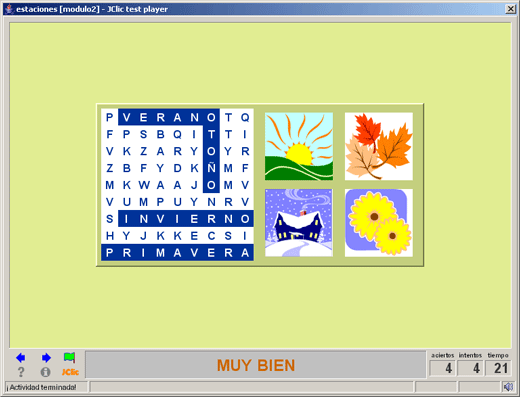 estaciones [modulo2] - JClic test player
P V E R A N O T Q
F P S B Q I T T I
V K Z A R Y O Y R
Z B F Y D K Ñ M F
M K W A A J O M V
V U M P U Y N R V
S I N V I E R N O
H Y J K K E C S I
P R I M A V E R A
JClic
MUY BIEN
aciertos intentos tiempo
4 4 21
¡Actividad terminada!